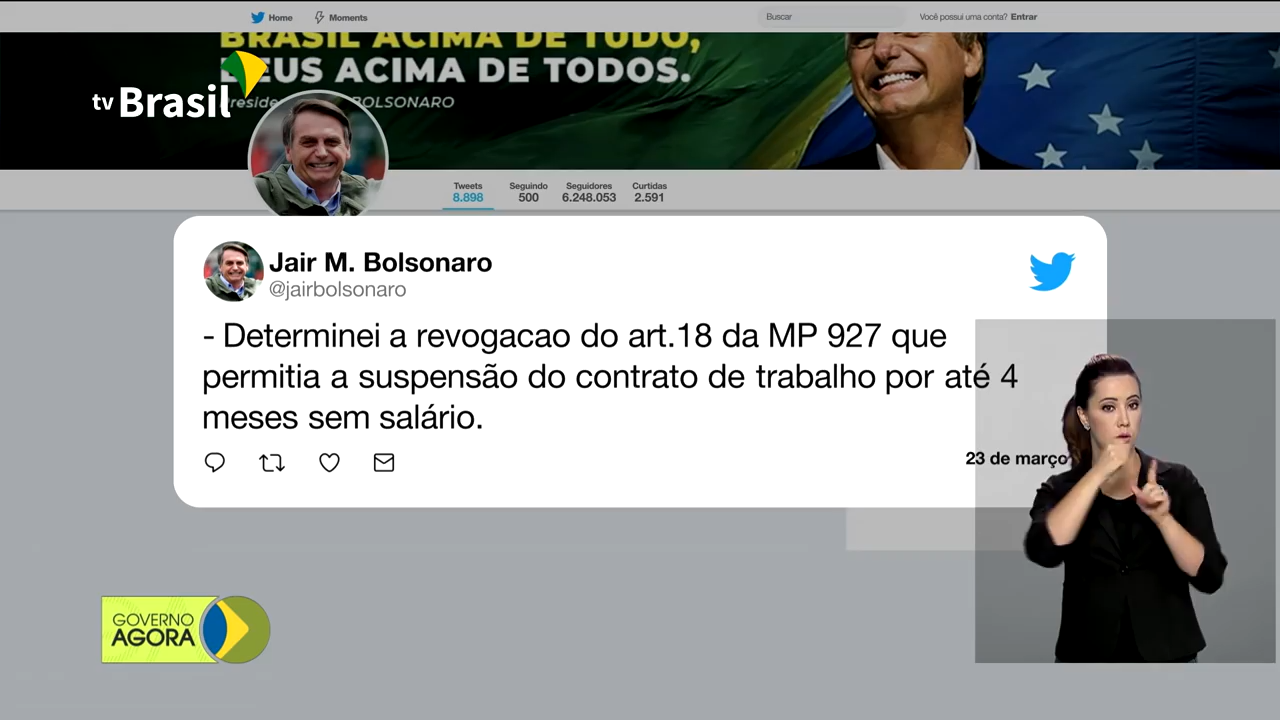 Home
Moments
Buscar
Você possui uma conta? Entrar
BRASIL ACIMA DE TUDO,
DEUS ACIMA DE TODOS.
BOLSONARO
tv Brasil
Tweets
8.898
Seguindo
500
Seguidores
6.248.053
Curtidas
2.591
Jair M. Bolsonaro
@jairbolsonaro
- Determinei a revogacao do art.18 da MP 927 que
permitia a suspensão do contrato de trabalho por até 4
meses sem salário.
23 de março
GOVERNO
AGORA